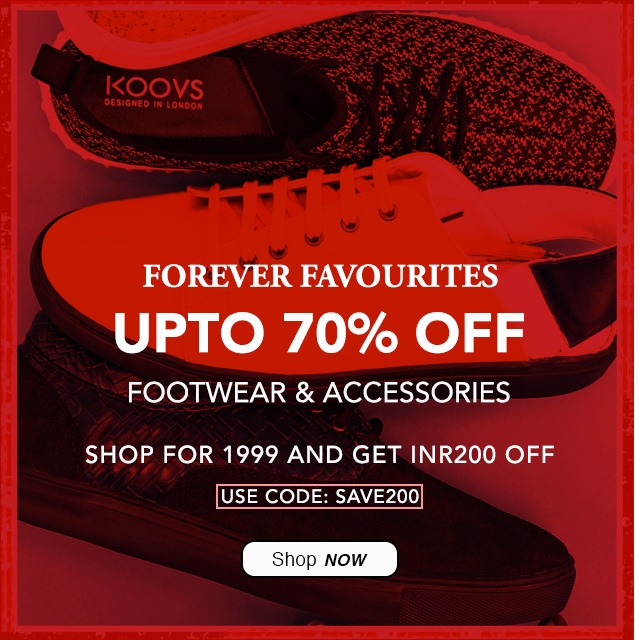 KOOVS
DESIGNED IN LONDON
FOREVER FAVOURITES
UPTO 70% OFF
FOOTWEAR & ACCESSORIES
SHOP FOR 1999 AND GET INR200 OFF
USE CODE: SAVE200
Shop NOW